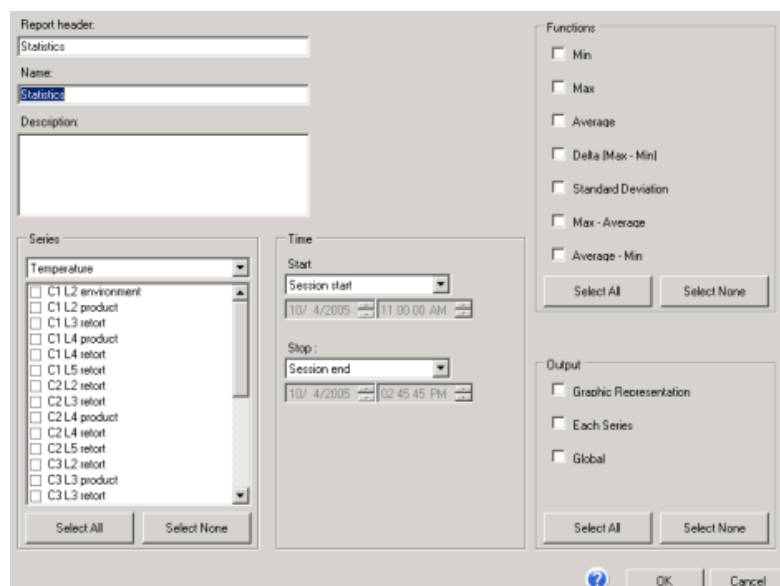 Report header:
Statistics
Name:
Statistics
Description:
Series
Temperature
C1 L2 environment
C1 L2 product
C1 L3 retort
C1 L4 product
C1 L4 retort
C1 L5 retort
C2 L2 retort
C2 L3 retort
C2 L4 product
C2 L4 retort
C2 L5 retort
C3 L2 retort
C3 L3 product
C3 L3 retort
Select All Select None
Time
Start
Session start
10/ 4/2005 11 00 00 AM
Stop :
Session end
10/ 4/2005 02 45 45 PM
Functions
Min
Max
Average
Delta (Max - Min)
Standard Deviation
Max - Average
Average - Min
Select All Select None
Output
Graphic Representation
Each Series
Global
Select All Select None
? OK Cancel